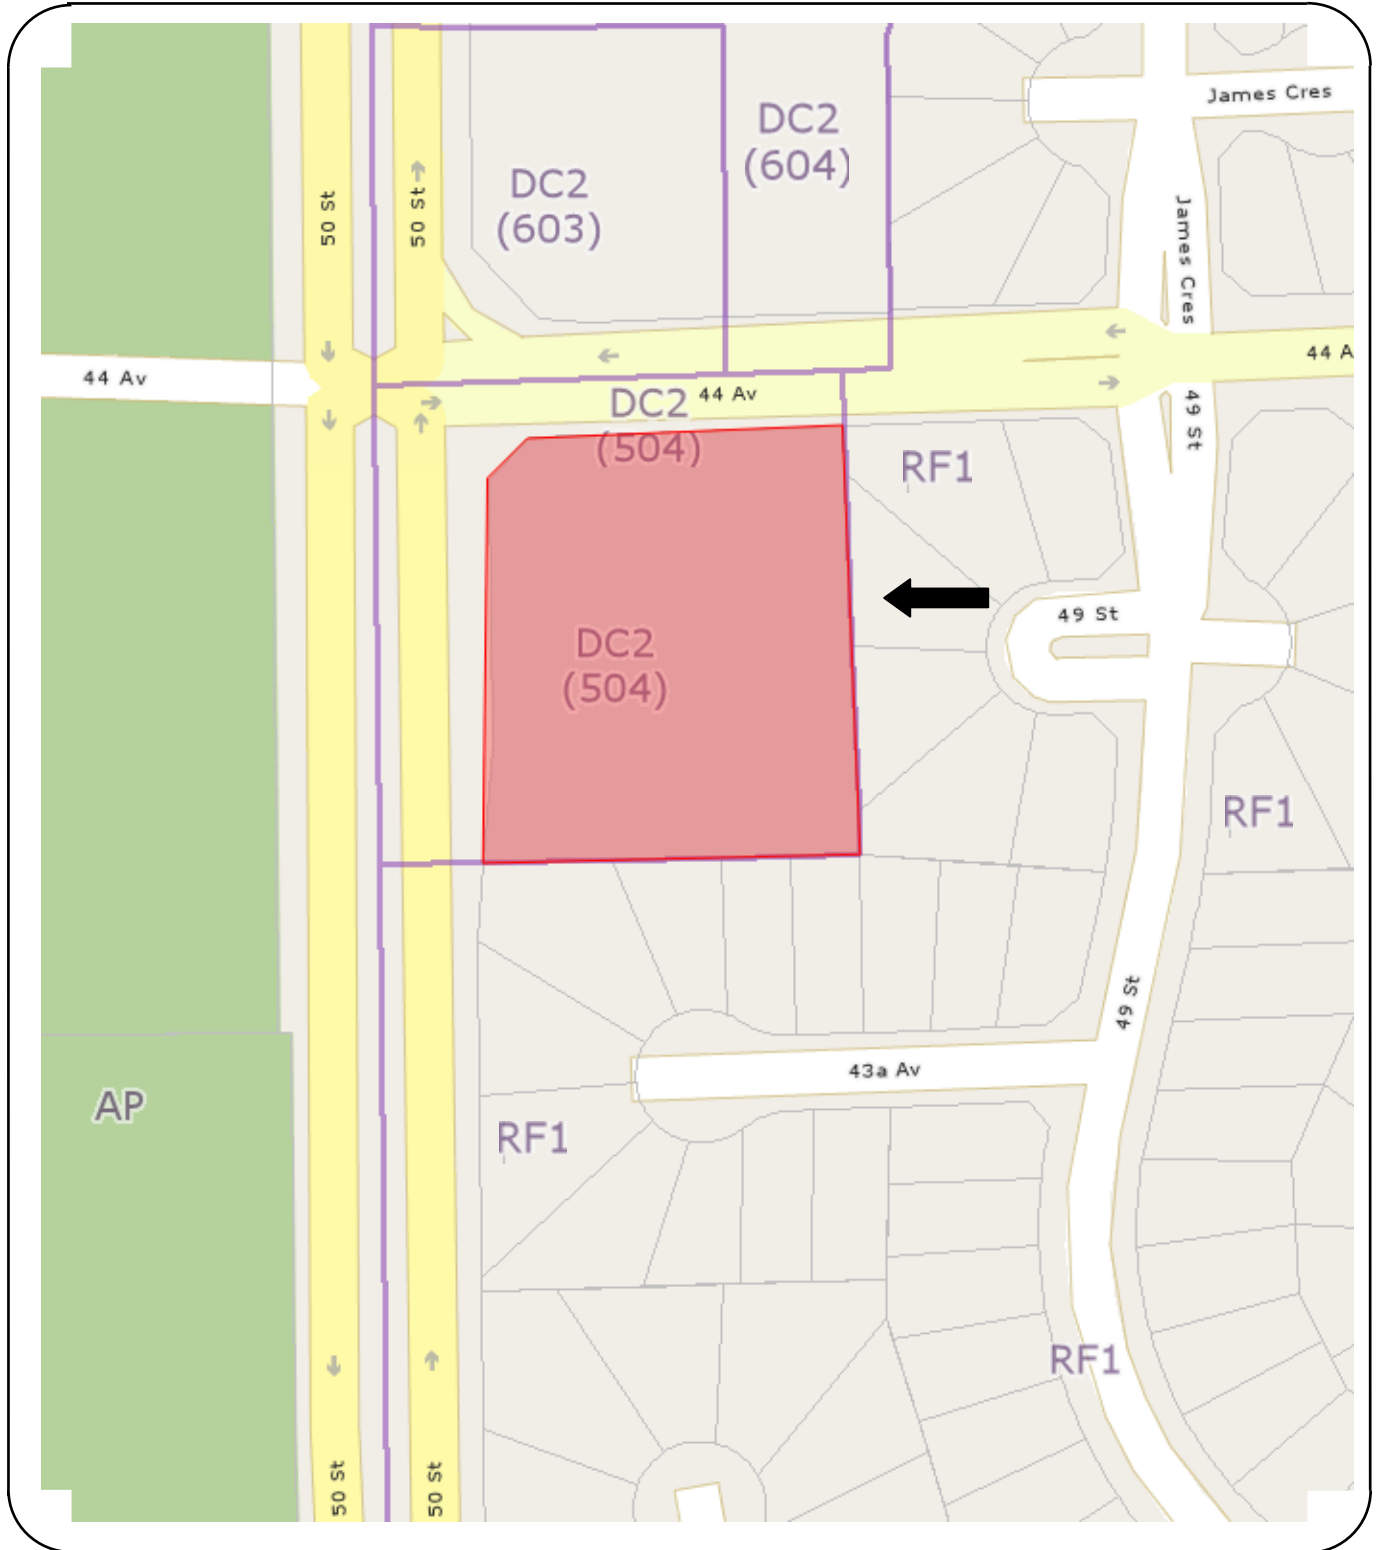 James Cres
DC2
(604)
DC2
(603)
50 St
50 St
James Cres
44 Av
44 A
44 Av
DC2
(504)
49 St
RF1
49 St
DC2
(504)
RF1
49 St
43a Av
AP
RF1
RF1
50 St
50 St